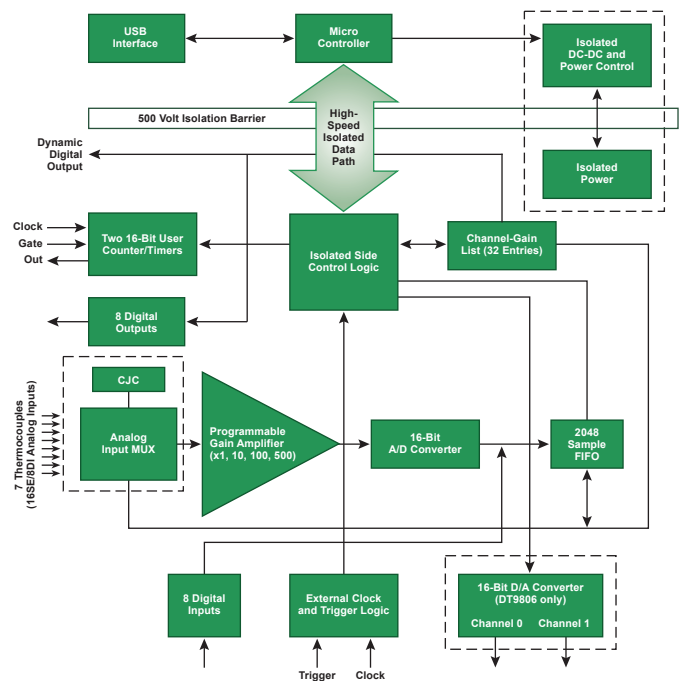 USB
Interface
Micro
Controller
Isolated
DC-DC and
Power Control
500 Volt Isolation Barrier
High-
Speed
Isolated
Data
Path
Dynamic
Digital
Output
Isolated
Power
Clock
Gate
Out
Two 16-Bit User
Counter/Timers
Isolated Side
Control Logic
Channel-Gain
List (32 Entries)
8 Digital
Outputs
7 Thermocouples
(16SE/8DI Analog Inputs)
CJC
Analog
Input MUX
Programmable
Gain Amplifier
(x1, 10, 100, 500)
16-Bit
A/D Converter
2048
Sample
FIFO
8 Digital
Inputs
External Clock
and Trigger Logic
16-Bit D/A Converter
(DT9806 only)
Channel 0
Channel 1
Trigger
Clock